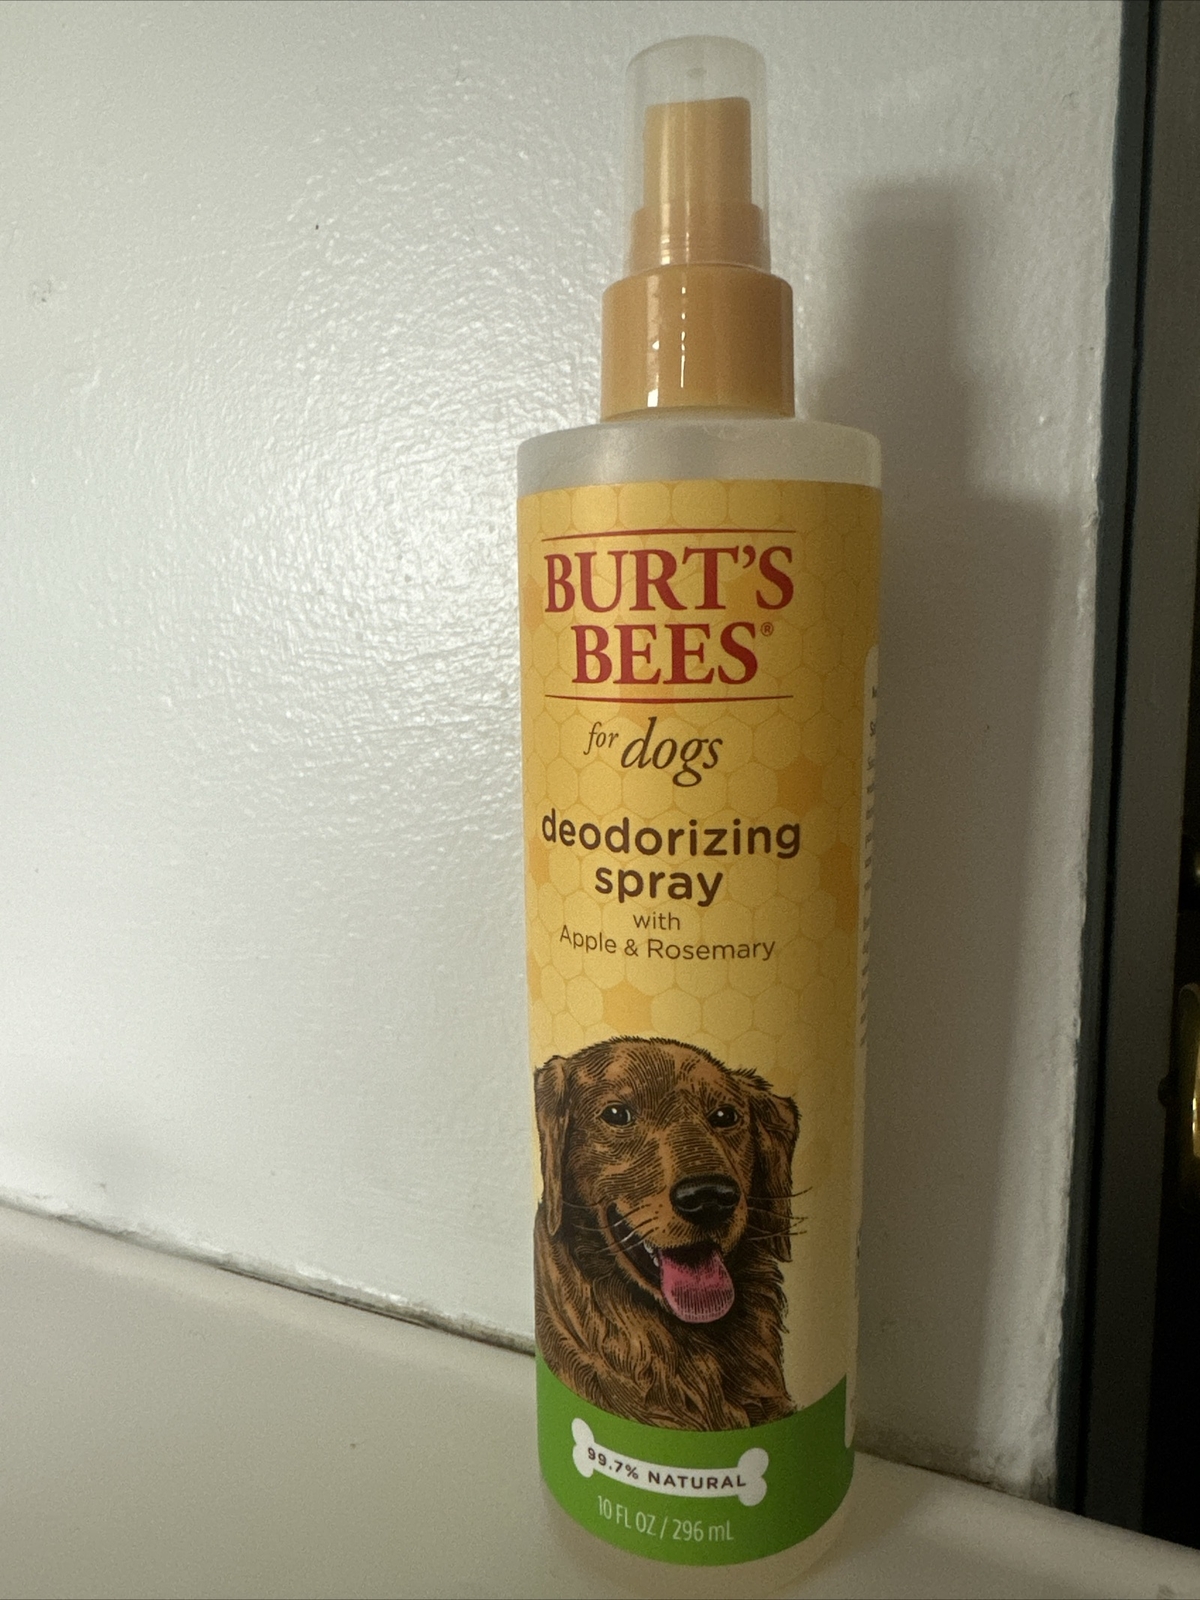 BURT'S
BEES®
for dogs
deodorizing
spray
with
Apple & Rosemary
99.7% NATURAL
10 FL OZ / 296 mL